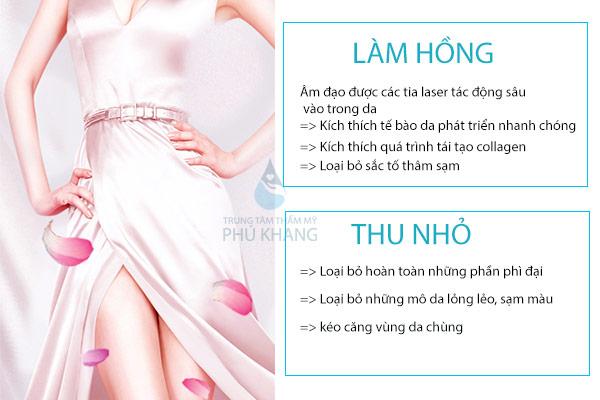 LÀM HỒNG
Âm đạo được các tia laser tác động sâu
vào trong da
=> Kích thích tế bào da phát triển nhanh chóng
=> Kích thích quá trình tái tạo collagen
=> Loại bỏ sắc tố thâm sạm
TRUNG TÂM THẨM MỸ
PHÚ KHANG
THU NHỎ
=> Loại bỏ hoàn toàn những phần phì đại
=> Loại bỏ những mô da lỏng lẻo, sạm màu
=> kéo căng vùng da chùng